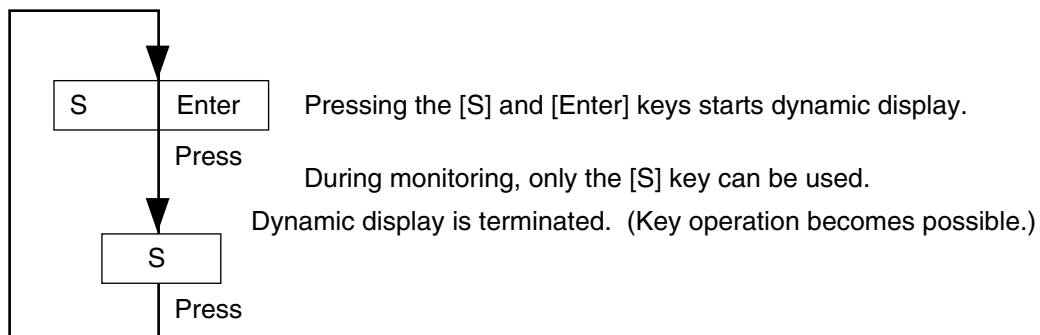 S Enter Pressing the [S] and [Enter] keys starts dynamic display.
Press
During monitoring, only the [S] key can be used.
Dynamic display is terminated. (Key operation becomes possible.)
S
Press